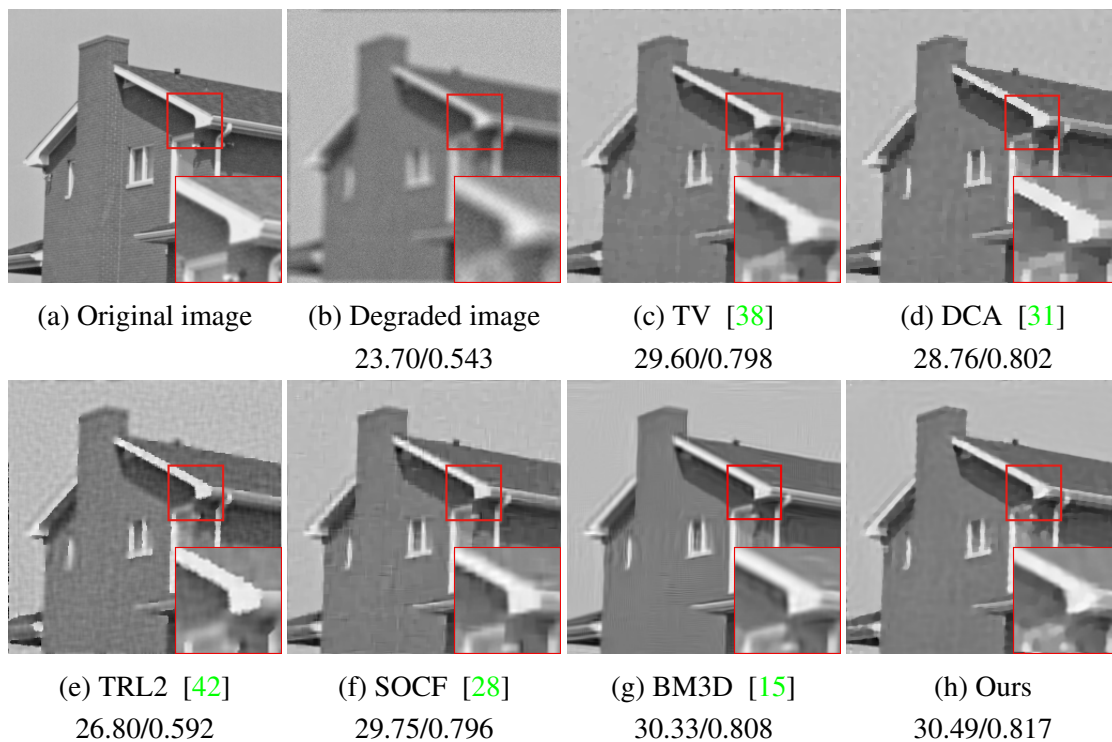 (a) Original image (b) Degraded image (c) TV [38] (d) DCA [31]
23.70/0.543 29.60/0.798 28.76/0.802
(e) TRL2 [42] (f) SOCF [28] (g) BM3D [15] (h) Ours
26.80/0.592 29.75/0.796 30.33/0.808 30.49/0.817